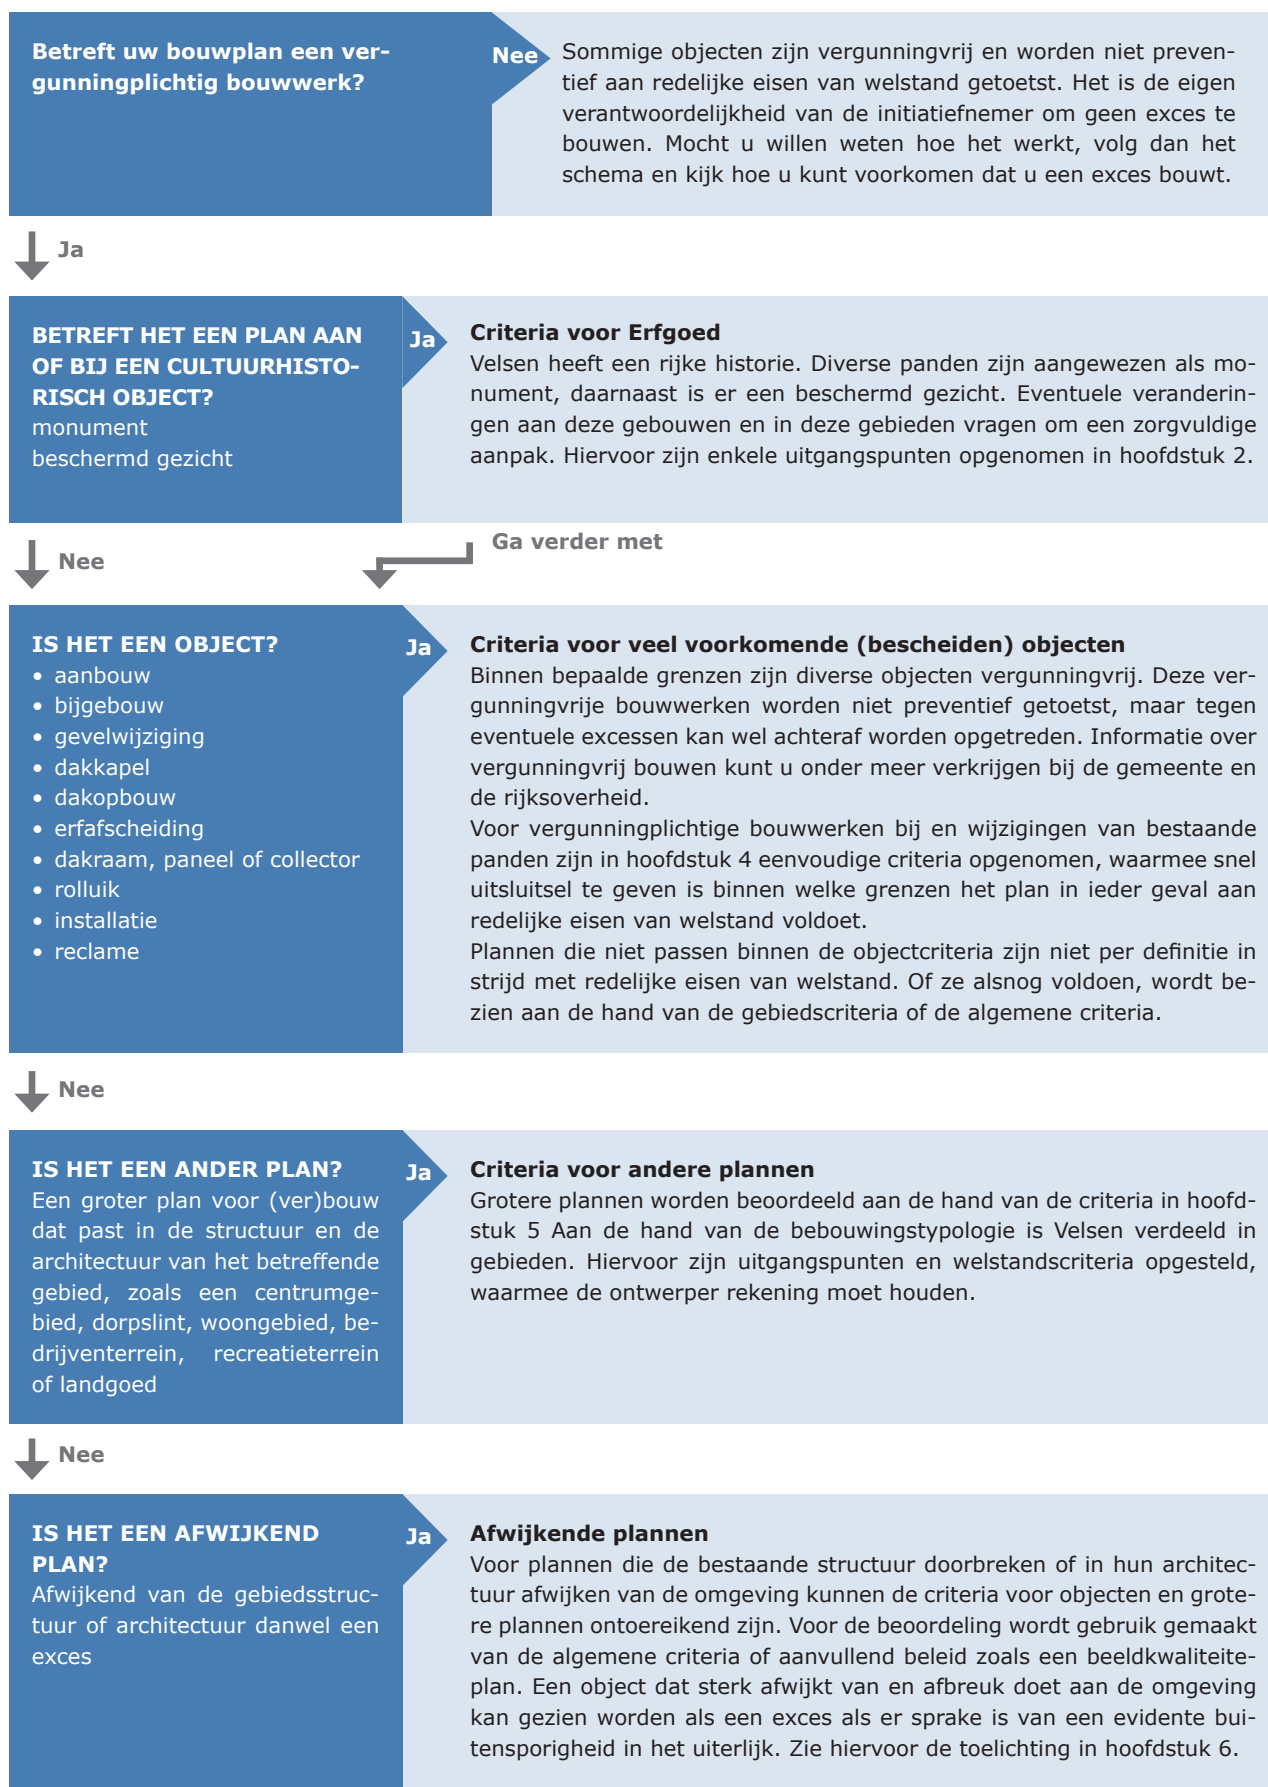 Betreft uw bouwplan een ver-
gunningplichtig bouwwerk?
Nee
Sommige objecten zijn vergunningvrij en worden niet preven-
tief aan redelijke eisen van welstand getoetst. Het is de eigen
verantwoordelijkheid van de initiatiefnemer om geen exces te
bouwen. Mocht u willen weten hoe het werkt, volg dan het
schema en kijk hoe u kunt voorkomen dat u een exces bouwt.
Ja
BETREFT HET EEN PLAN AAN
OF BIJ EEN CULTUURHISTO-
RISCH OBJECT?
monument
beschermd gezicht
Ja
Criteria voor Erfgoed
Velsen heeft een rijke historie. Diverse panden zijn aangewezen als mo-
nument, daarnaast is er een beschermd gezicht. Eventuele veranderin-
gen aan deze gebouwen en in deze gebieden vragen om een zorgvuldige
aanpak. Hiervoor zijn enkele uitgangspunten opgenomen in hoofdstuk 2.
Nee
Ga verder met
IS HET EEN OBJECT?
• aanbouw
• bijgebouw
• gevelwijziging
• dakkapel
• dakopbouw
• erfafscheiding
• dakraam, paneel of collector
• rolluik
• installatie
• reclame
Ja
Criteria voor veel voorkomende (bescheiden) objecten
Binnen bepaalde grenzen zijn diverse objecten vergunningvrij. Deze ver-
gunningvrije bouwwerken worden niet preventief getoetst, maar tegen
eventuele excessen kan wel achteraf worden opgetreden. Informatie over
vergunningvrij bouwen kunt u onder meer verkrijgen bij de gemeente en
de rijksoverheid.
Voor vergunningplichtige bouwwerken bij en wijzigingen van bestaande
panden zijn in hoofdstuk 4 eenvoudige criteria opgenomen, waarmee snel
uitsluitsel te geven is binnen welke grenzen het plan in ieder geval aan
redelijke eisen van welstand voldoet.
Plannen die niet passen binnen de objectcriteria zijn niet per definitie in
strijd met redelijke eisen van welstand. Of ze alsnog voldoen, wordt be-
zien aan de hand van de gebiedscriteria of de algemene criteria.
Nee
IS HET EEN ANDER PLAN?
Een groter plan voor (ver)bouw
dat past in de structuur en de
architectuur van het betreffende
gebied, zoals een centrumge-
bied, dorpslint, woongebied, be-
drijventerrein, recreatieterrein
of landgoed
Ja
Criteria voor andere plannen
Grotere plannen worden beoordeeld aan de hand van de criteria in hoofd-
stuk 5 Aan de hand van de bebouwingstypologie is Velsen verdeeld in
gebieden. Hiervoor zijn uitgangspunten en welstandscriteria opgesteld,
waarmee de ontwerper rekening moet houden.
Nee
IS HET EEN AFWIJKEND
PLAN?
Afwijkend van de gebiedsstruc-
tuur of architectuur danwel een
exces
Ja
Afwijkende plannen
Voor plannen die de bestaande structuur doorbreken of in hun architec-
tuur afwijken van de omgeving kunnen de criteria voor objecten en grote-
re plannen ontoereikend zijn. Voor de beoordeling wordt gebruik gemaakt
van de algemene criteria of aanvullend beleid zoals een beeldkwaliteite-
plan. Een object dat sterk afwijkt van en afbreuk doet aan de omgeving
kan gezien worden als een exces als er sprake is van een evidente bui-
tensporigheid in het uiterlijk. Zie hiervoor de toelichting in hoofdstuk 6.